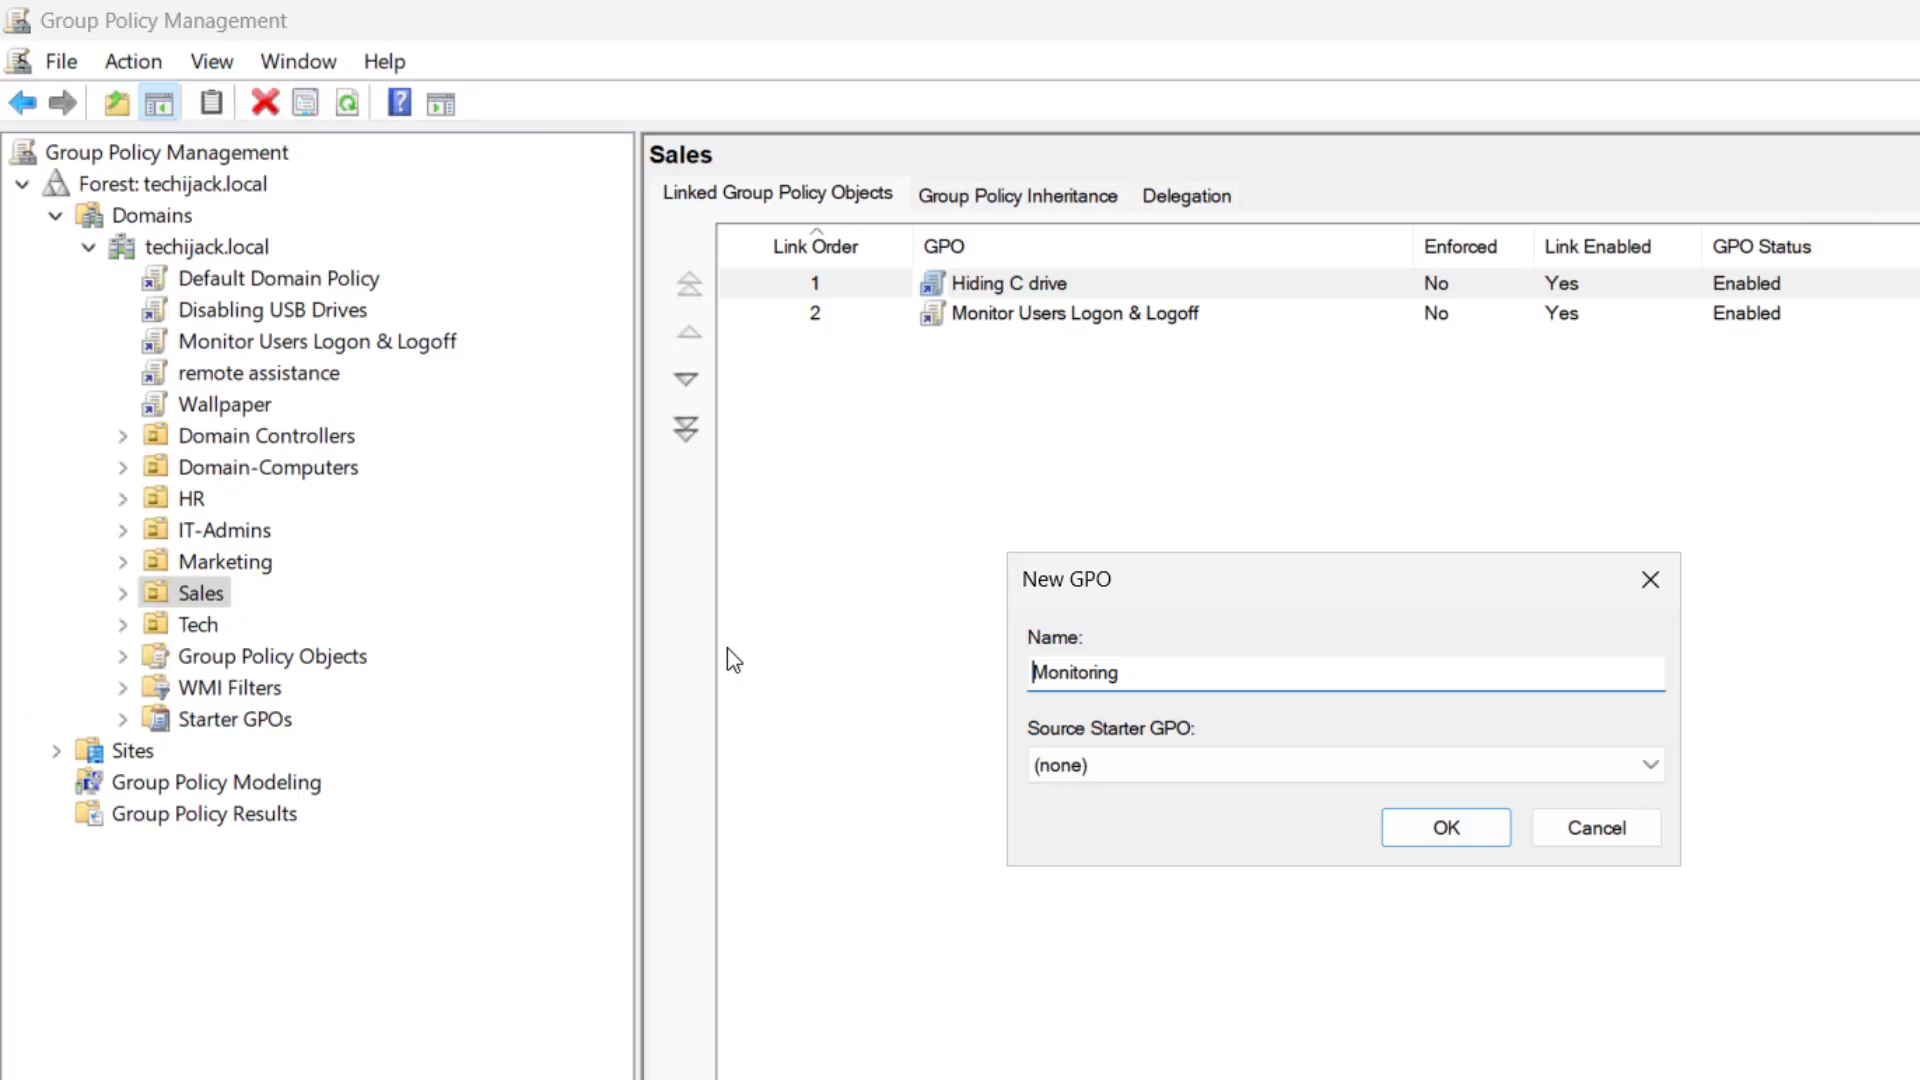 Group Policy Management
File Action View Window Help
Group Policy Management
Forest: techijack.local
Domains
techijack.local
Default Domain Policy
Disabling USB Drives
Monitor Users Logon & Logoff
remote assistance
Wallpaper
Domain Controllers
Domain-Computers
HR
IT-Admins
Marketing
Sales
Tech
Group Policy Objects
WMI Filters
Starter GPOs
Sites
Group Policy Modeling
Group Policy Results
Sales
Linked Group Policy Objects Group Policy Inheritance Delegation
Link Order GPO Enforced Link Enabled GPO Status
1 Hiding C drive No Yes Enabled
2 Monitor Users Logon & Logoff No Yes Enabled
New GPO
Name:
Monitoring
Source Starter GPO:
(none)
OK Cancel